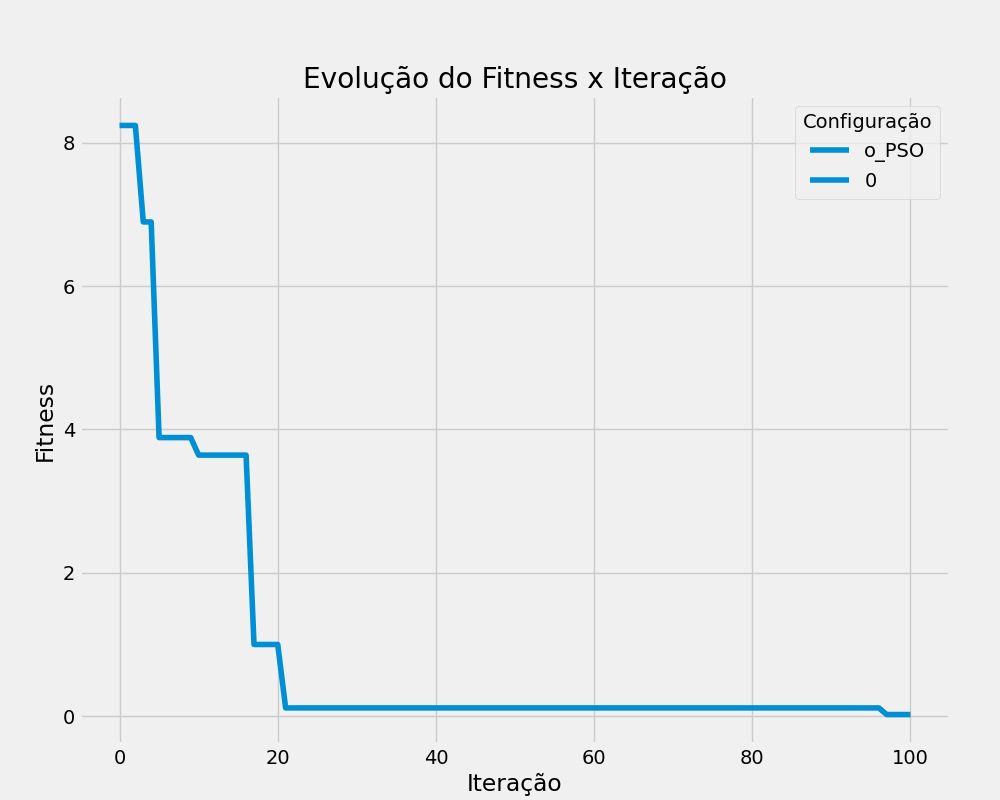 Evolução do Fitness x Iteração
Configuração
o_PSO
0
Fitness
8
6
4
2
0
0 20 40 60 80 100
Iteração